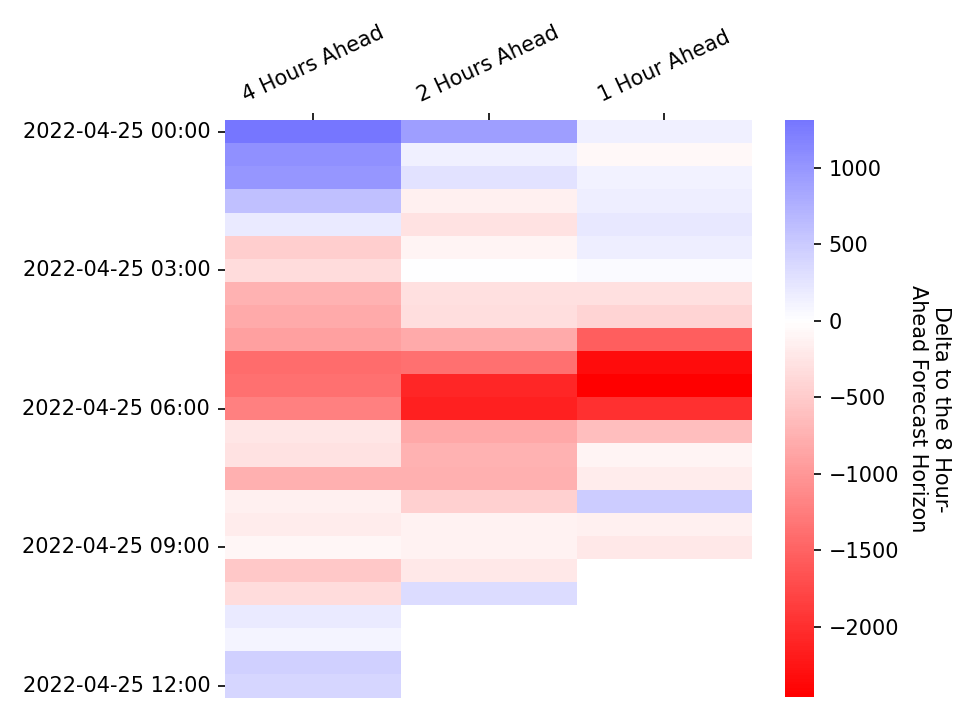 4 Hours Ahead
2 Hours Ahead
1 Hour Ahead
2022-04-25 00:00
2022-04-25 03:00
2022-04-25 06:00
2022-04-25 09:00
2022-04-25 12:00
1000
500
0
−500
−1000
−1500
−2000
Delta to the 8 Hour-
Ahead Forecast Horizon